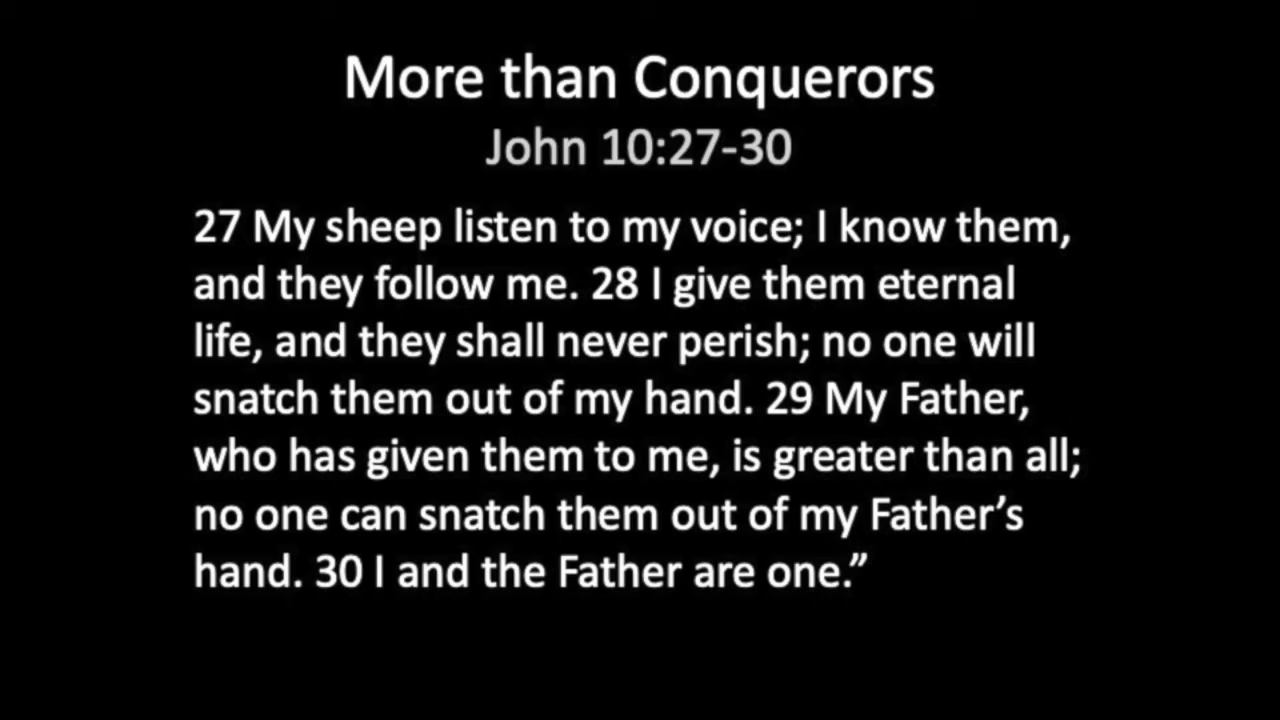 More than Conquerors
John 10:27-30
27 My sheep listen to my voice; I know them,
and they follow me. 28 I give them eternal
life, and they shall never perish; no one will
snatch them out of my hand. 29 My Father,
who has given them to me, is greater than all;
no one can snatch them out of my Father’s
hand. 30 I and the Father are one.”